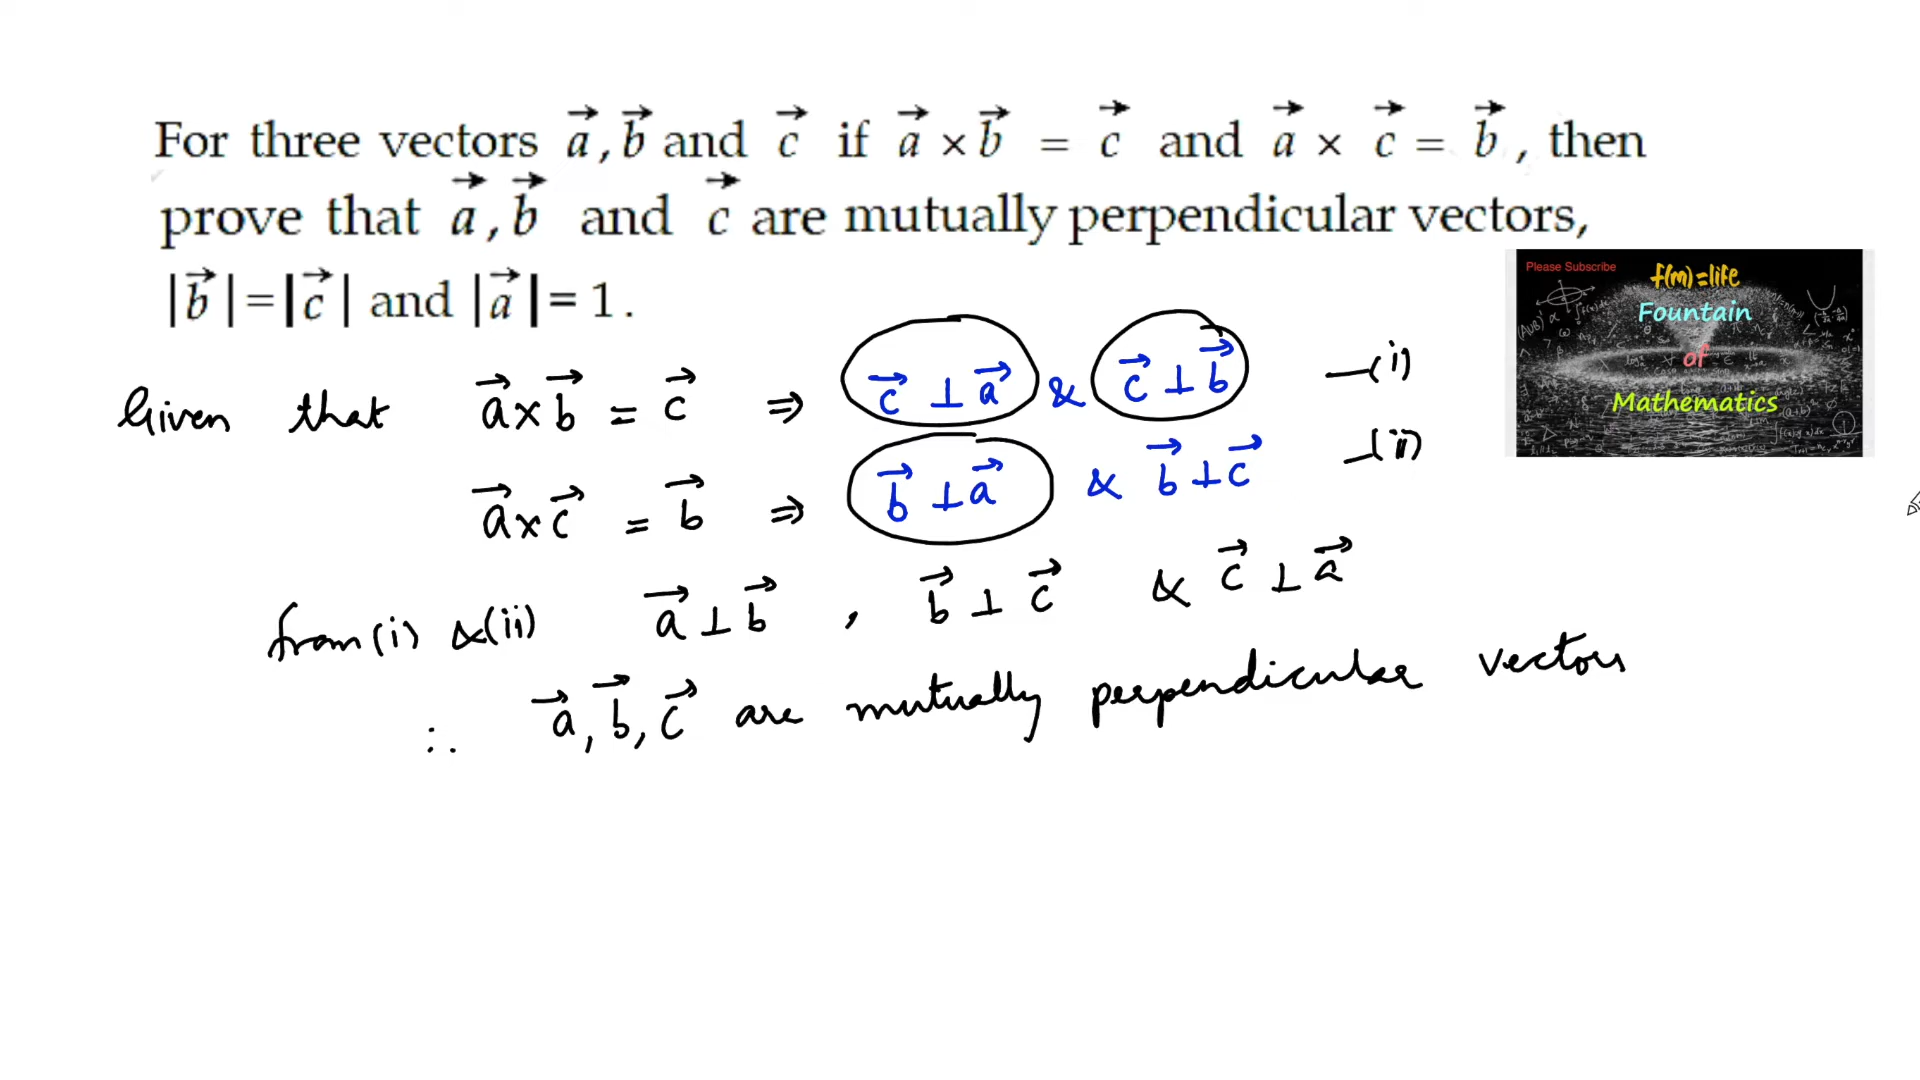 For three vectors a⃗, b⃗ and c⃗ if a⃗ × b⃗ = c⃗ and a⃗ × c⃗ = b⃗, then
prove that a⃗, b⃗ and c⃗ are mutually perpendicular vectors,
|b⃗| = |c⃗| and |a⃗| = 1.
Please Subscribe
f(m)=life
Fountain
of
Mathematics
Given that a⃗ × b⃗ = c⃗ ⇒ c⃗ ⊥ a⃗ & c⃗ ⊥ b⃗ —(i)
a⃗ × c⃗ = b⃗ ⇒ b⃗ ⊥ a⃗ & b⃗ ⊥ c⃗ —(ii)
from (i) & (ii) a⃗ ⊥ b⃗ , b⃗ ⊥ c⃗ & c⃗ ⊥ a⃗
∴ a⃗, b⃗, c⃗ are mutually perpendicular vectors